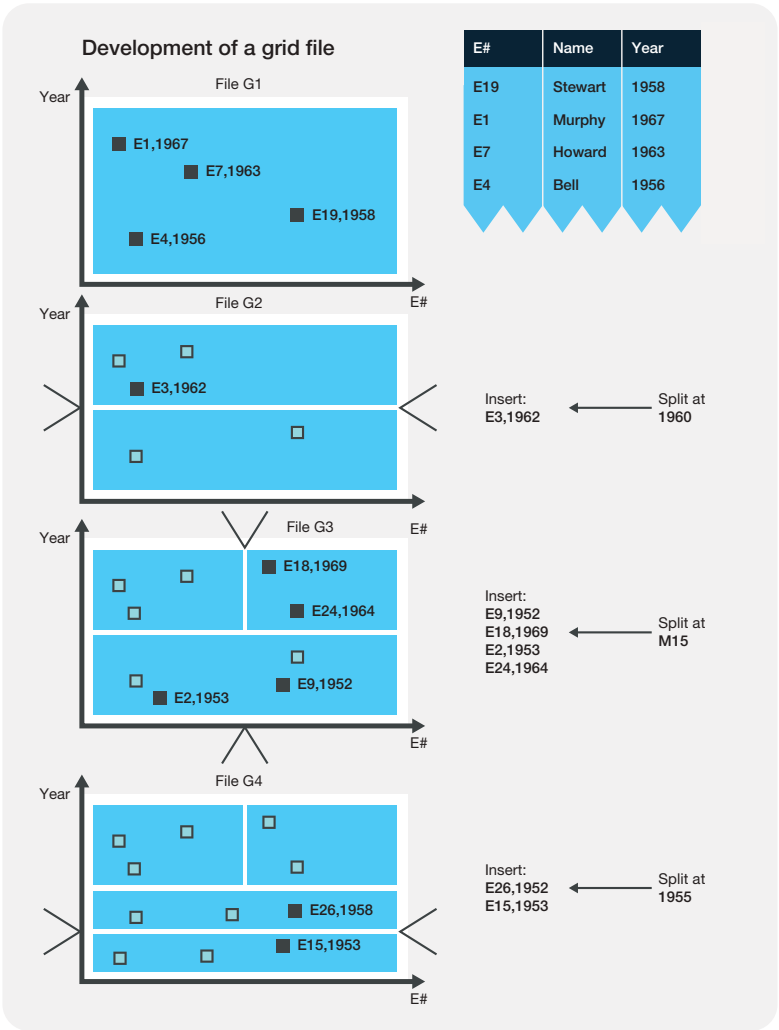 Development of a grid file
E# Name Year
E19 Stewart 1958
E1 Murphy 1967
E7 Howard 1963
E4 Bell 1956
File G1
Year
E1,1967
E7,1963
E19,1958
E4,1956
E#
File G2
Year
E3,1962
Insert:
E3,1962
Split at
1960
E#
File G3
Year
E18,1969
E24,1964
E2,1953
E9,1952
Insert:
E9,1952
E18,1969
E2,1953
E24,1964
Split at
M15
E#
File G4
Year
E26,1958
E15,1953
Insert:
E26,1952
E15,1953
Split at
1955
E#